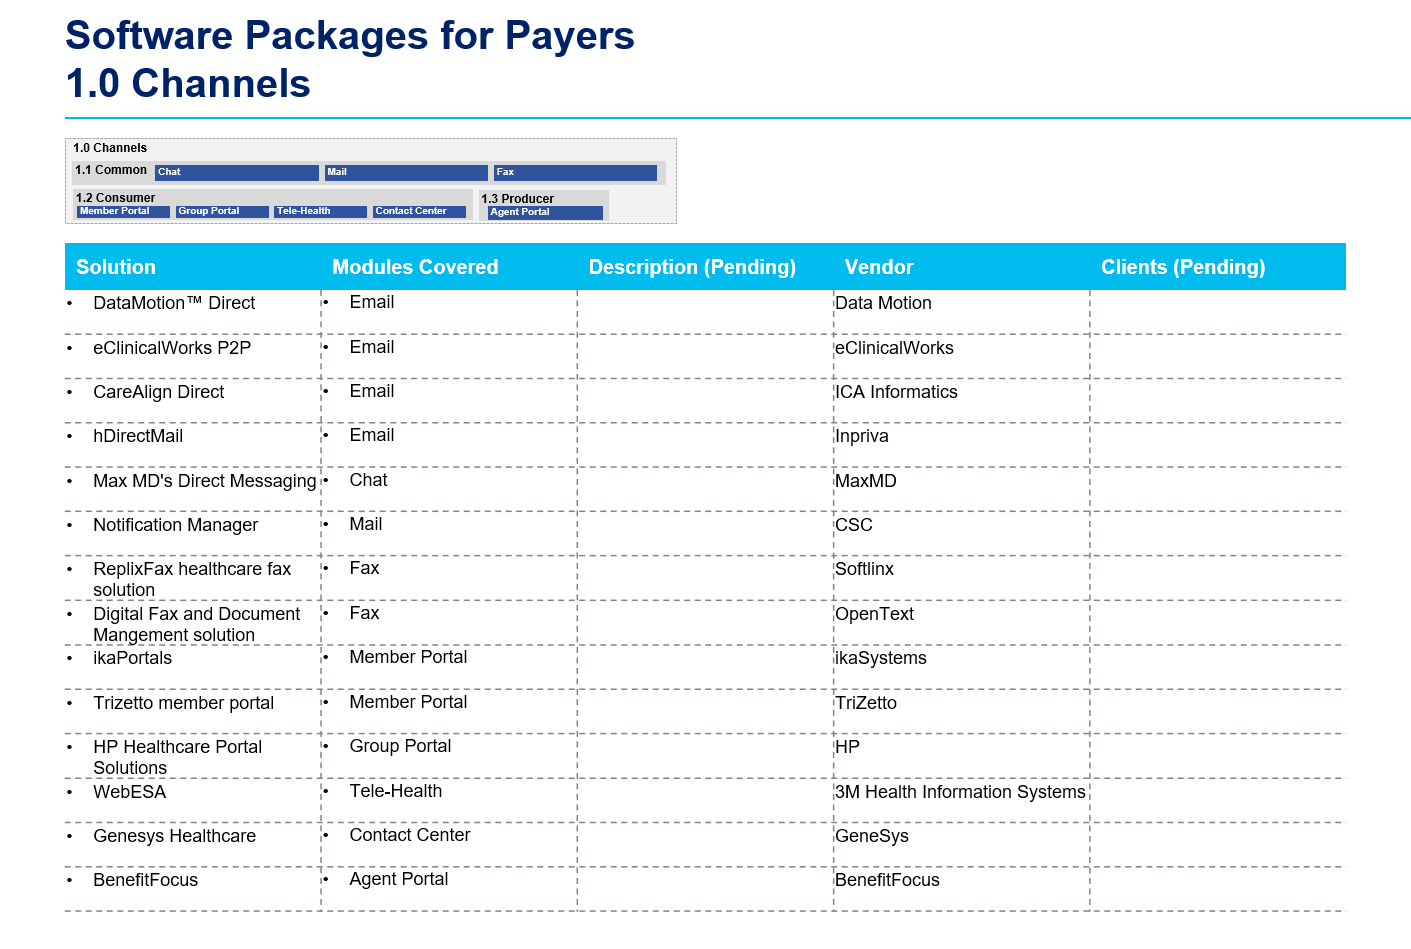 Software Packages for Payers
1.0 Channels
1.0 Channels
1.1 Common Chat Mail Fax
1.2 Consumer 1.3 Producer
Member Portal Group Portal Tele-Health Contact Center Agent Portal
Solution Modules Covered Description (Pending) Vendor Clients (Pending)
• DataMotion™ Direct • Email Data Motion
• eClinicalWorks P2P • Email eClinicalWorks
• CareAlign Direct • Email ICA Informatics
• hDirectMail • Email Inpriva
• Max MD's Direct Messaging • Chat MaxMD
• Notification Manager • Mail CSC
• ReplixFax healthcare fax • Fax Softlinx
solution
• Digital Fax and Document • Fax OpenText
Mangement solution
• ikaPortals • Member Portal ikaSystems
• Trizetto member portal • Member Portal TriZetto
• HP Healthcare Portal • Group Portal HP
Solutions
• WebESA • Tele-Health 3M Health Information Systems
• Genesys Healthcare • Contact Center GeneSys
• BenefitFocus • Agent Portal BenefitFocus